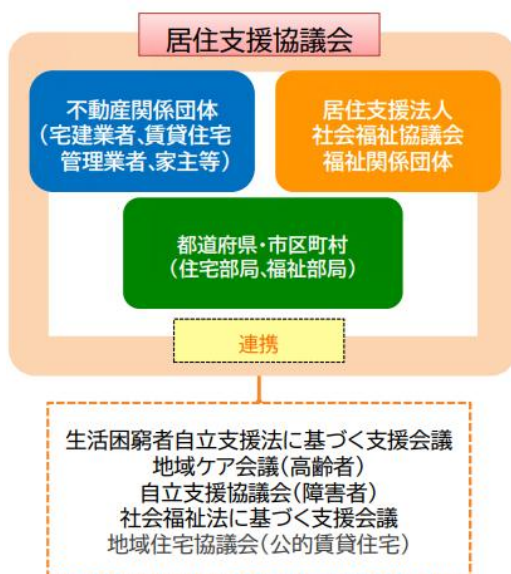 居住支援協議会
不動産関係団体
(宅建業者、賃貸住宅
管理業者、家主等)
居住支援法人
社会福祉協議会
福祉関係団体
都道府県・市区町村
(住宅部局、福祉部局)
連携
生活困窮者自立支援法に基づく支援会議
地域ケア会議(高齢者)
自立支援協議会(障害者)
社会福祉法に基づく支援会議
地域住宅協議会(公的賃貸住宅)